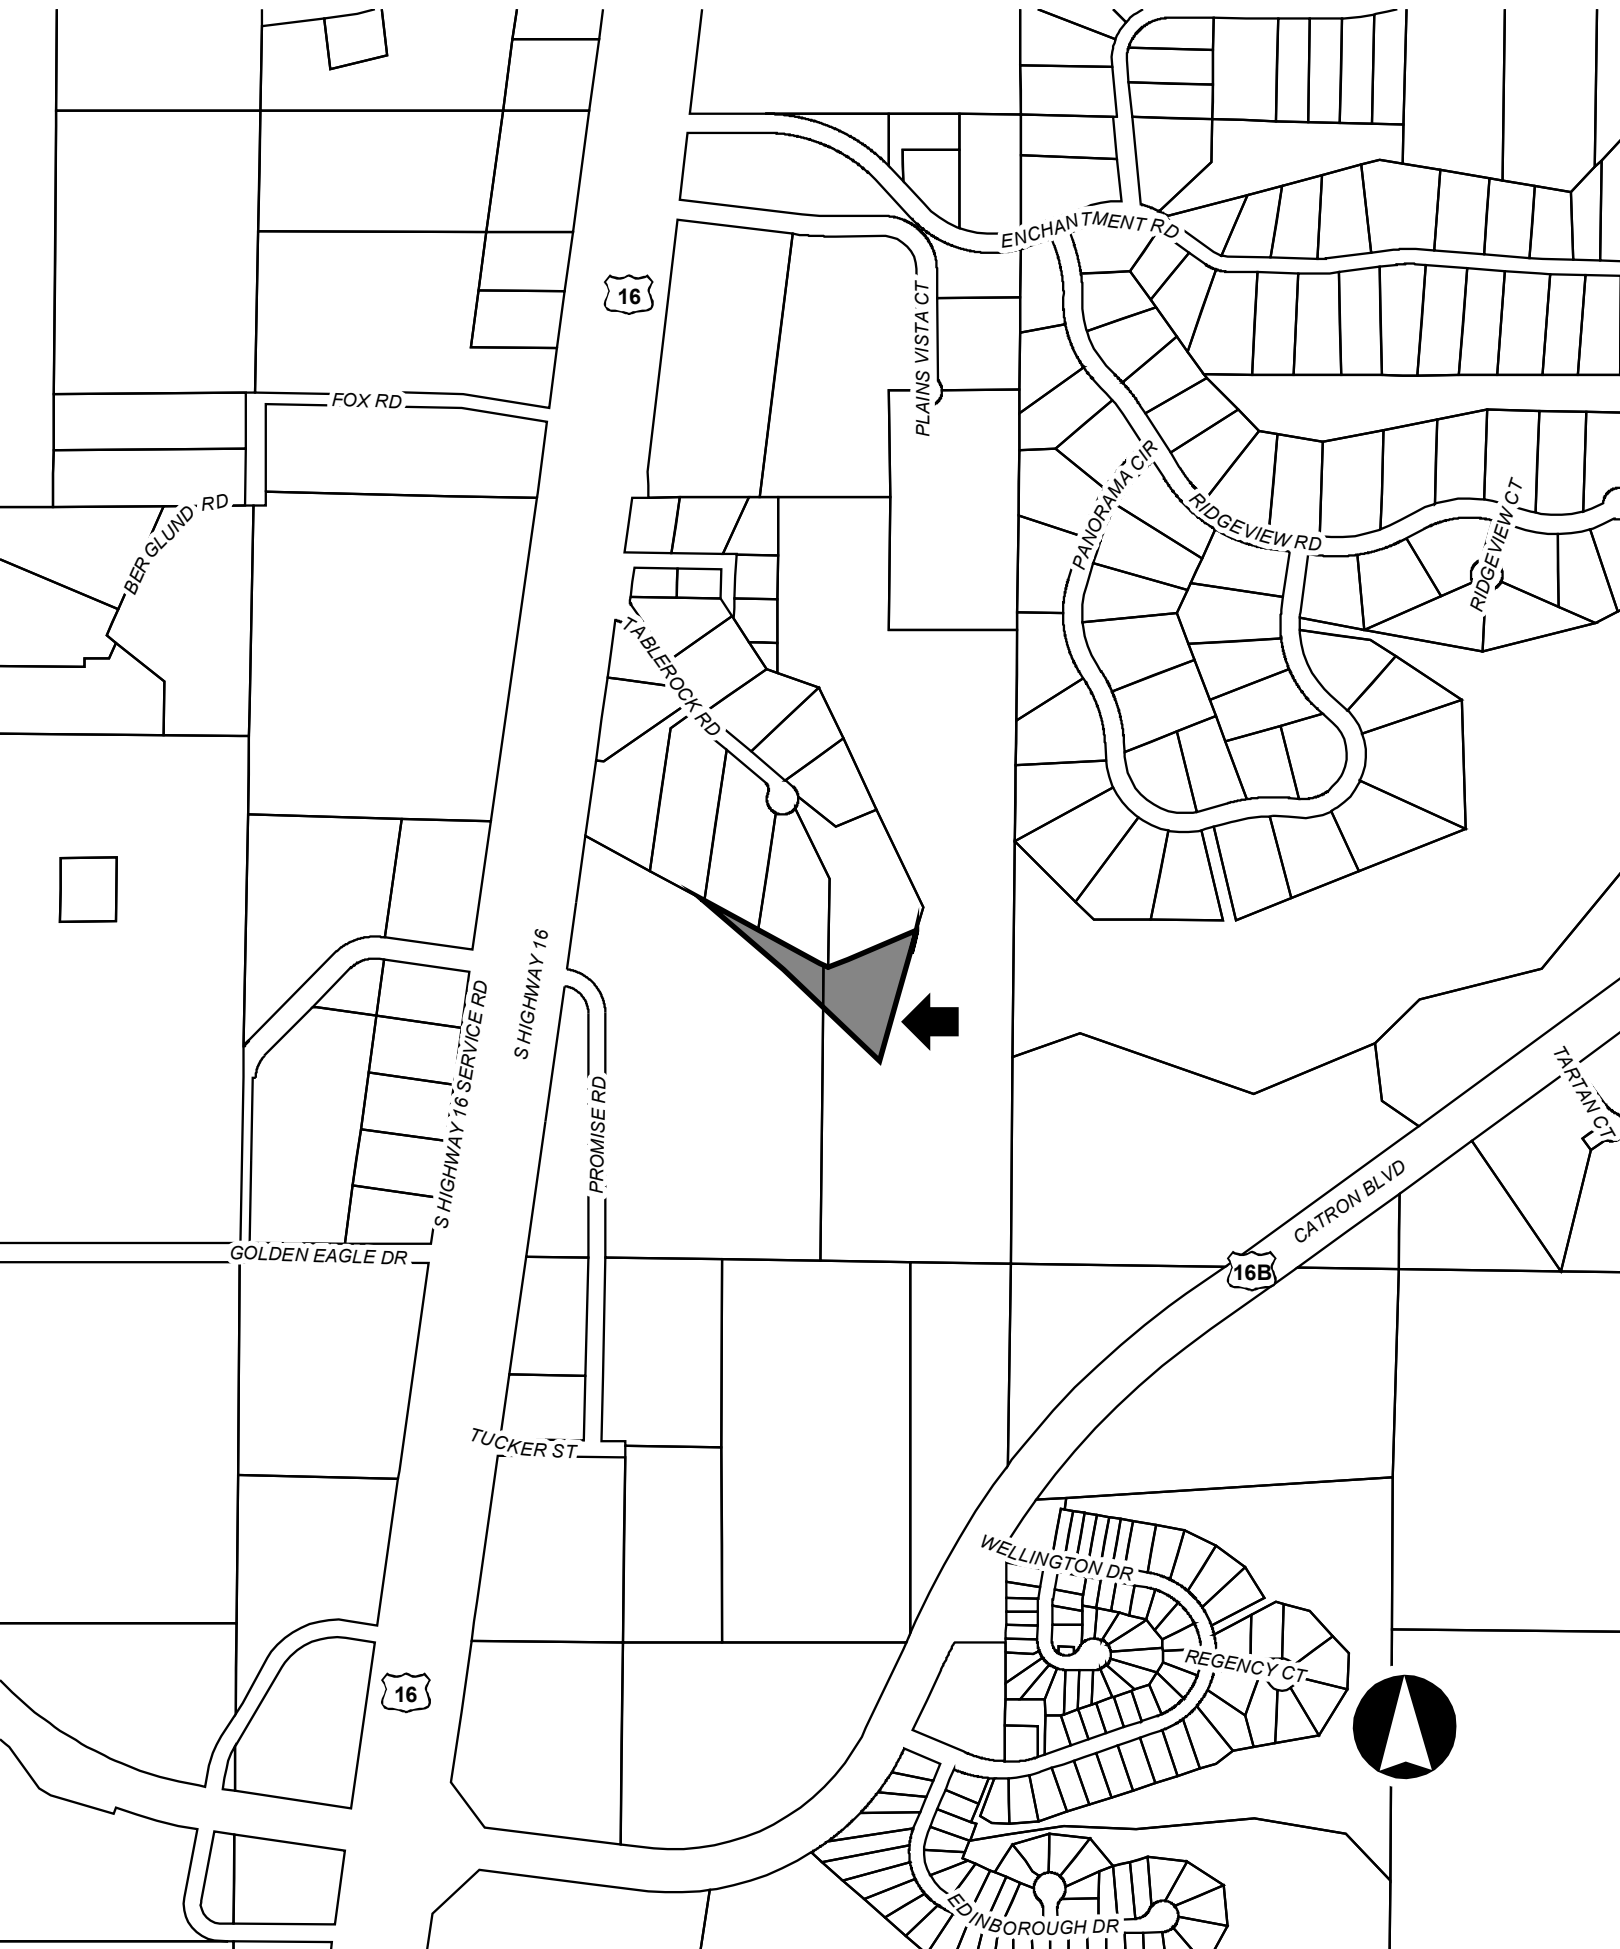 ENCHANTMENT RD
16
PLAINS VISTA CT
FOX RD
BERGLUND RD
PANORAMA CIR
RIDGEVIEW RD
RIDGEVIEW CT
TABLEROCK RD
S HIGHWAY 16
S HIGHWAY 16 SERVICE RD
PROMISE RD
TARTAN CT
CATRON BLVD
GOLDEN EAGLE DR
16B
TUCKER ST
WELLINGTON DR
REGENCY CT
16
EDINBOROUGH DR